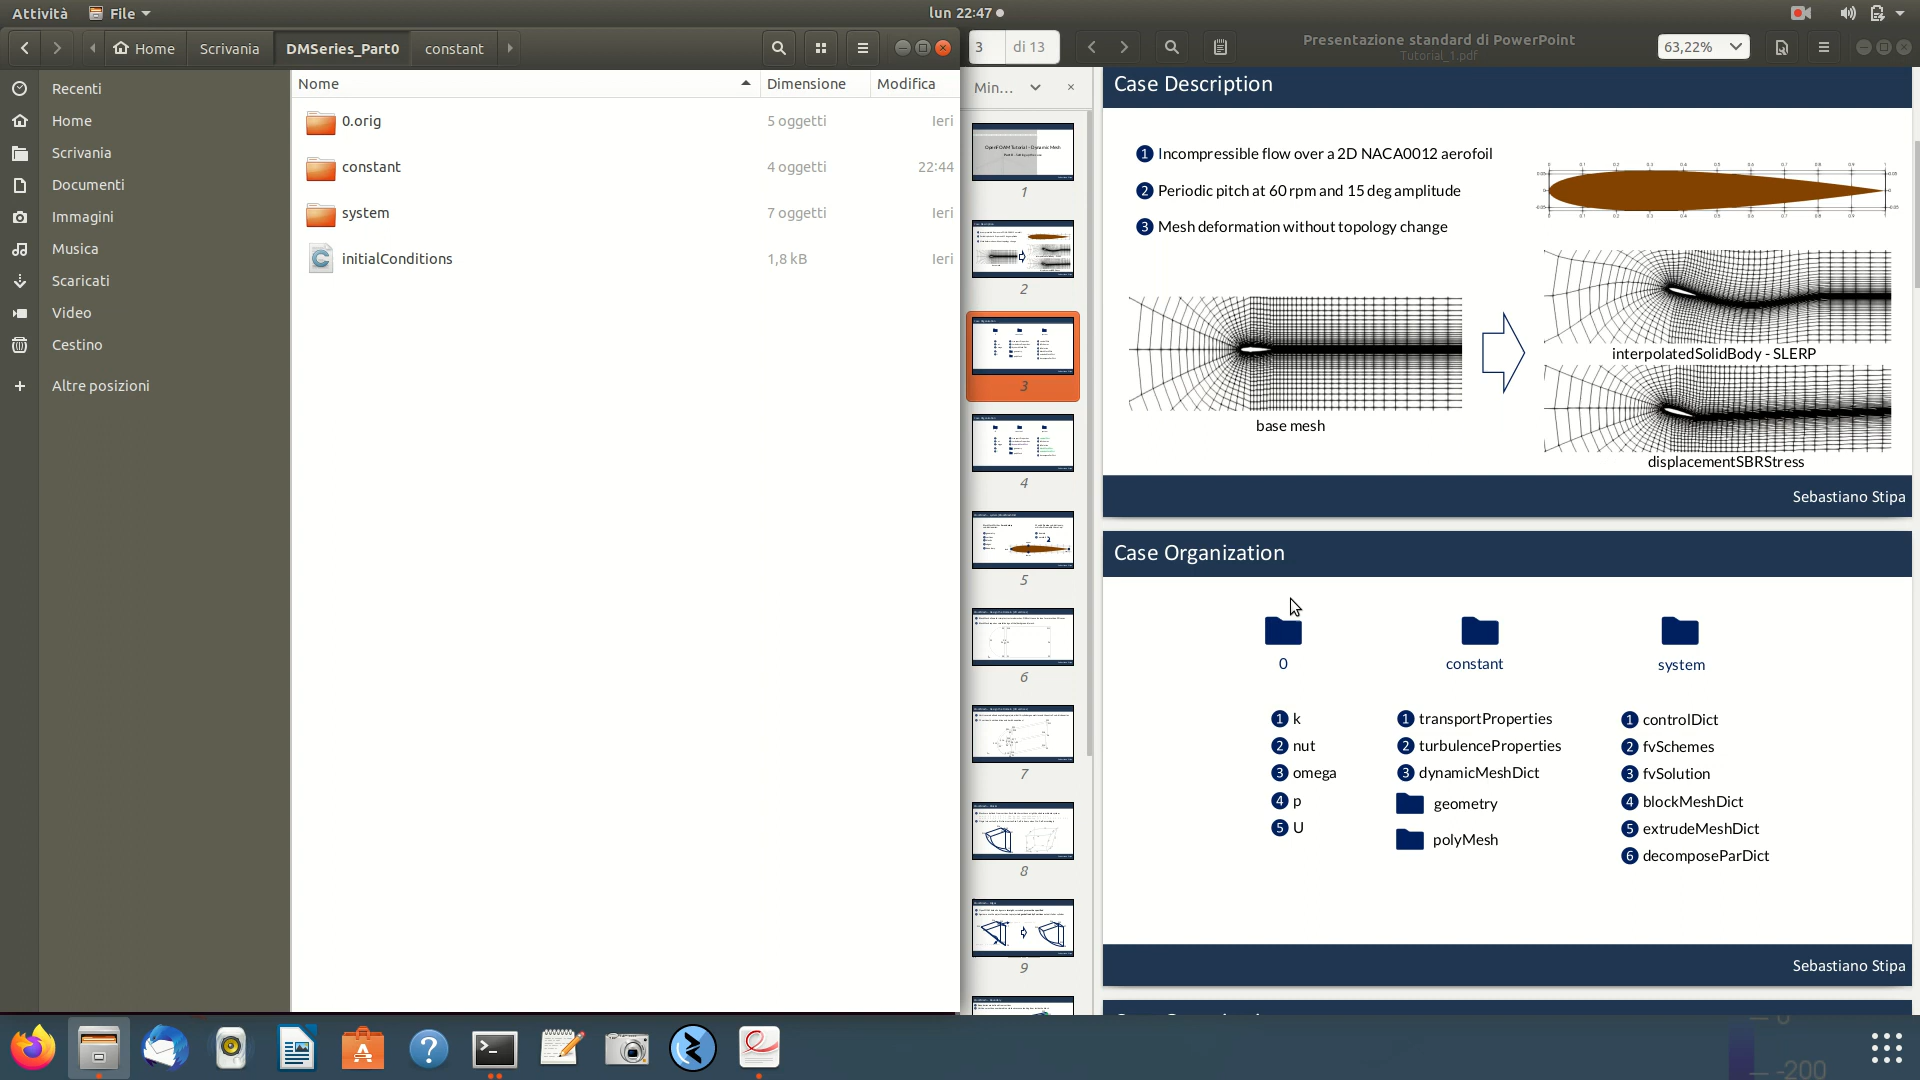 Attività
File
lun 22:47
Home
Scrivania
DMSeries_Part0
constant
3
di 13
Presentazione standard di PowerPoint
Tutorial_1.pdf
63,22%
Recenti
Home
Scrivania
Documenti
Immagini
Musica
Scaricati
Video
Cestino
Altre posizioni
Nome
Dimensione
Modifica
0.orig
5 oggetti
Ieri
constant
4 oggetti
22:44
system
7 oggetti
Ieri
initialConditions
1,8 kB
Ieri
Min...
1
2
3
4
5
6
7
8
9
Case Description
1 Incompressible flow over a 2D NACA0012 aerofoil
2 Periodic pitch at 60 rpm and 15 deg amplitude
3 Mesh deformation without topology change
base mesh
interpolatedSolidBody - SLERP
displacementSBRStress
Sebastiano Stipa
Case Organization
0
constant
system
1 k
2 nut
3 omega
4 p
5 U
1 transportProperties
2 turbulenceProperties
3 dynamicMeshDict
geometry
polyMesh
1 controlDict
2 fvSchemes
3 fvSolution
4 blockMeshDict
5 extrudeMeshDict
6 decomposeParDict
Sebastiano Stipa
-200